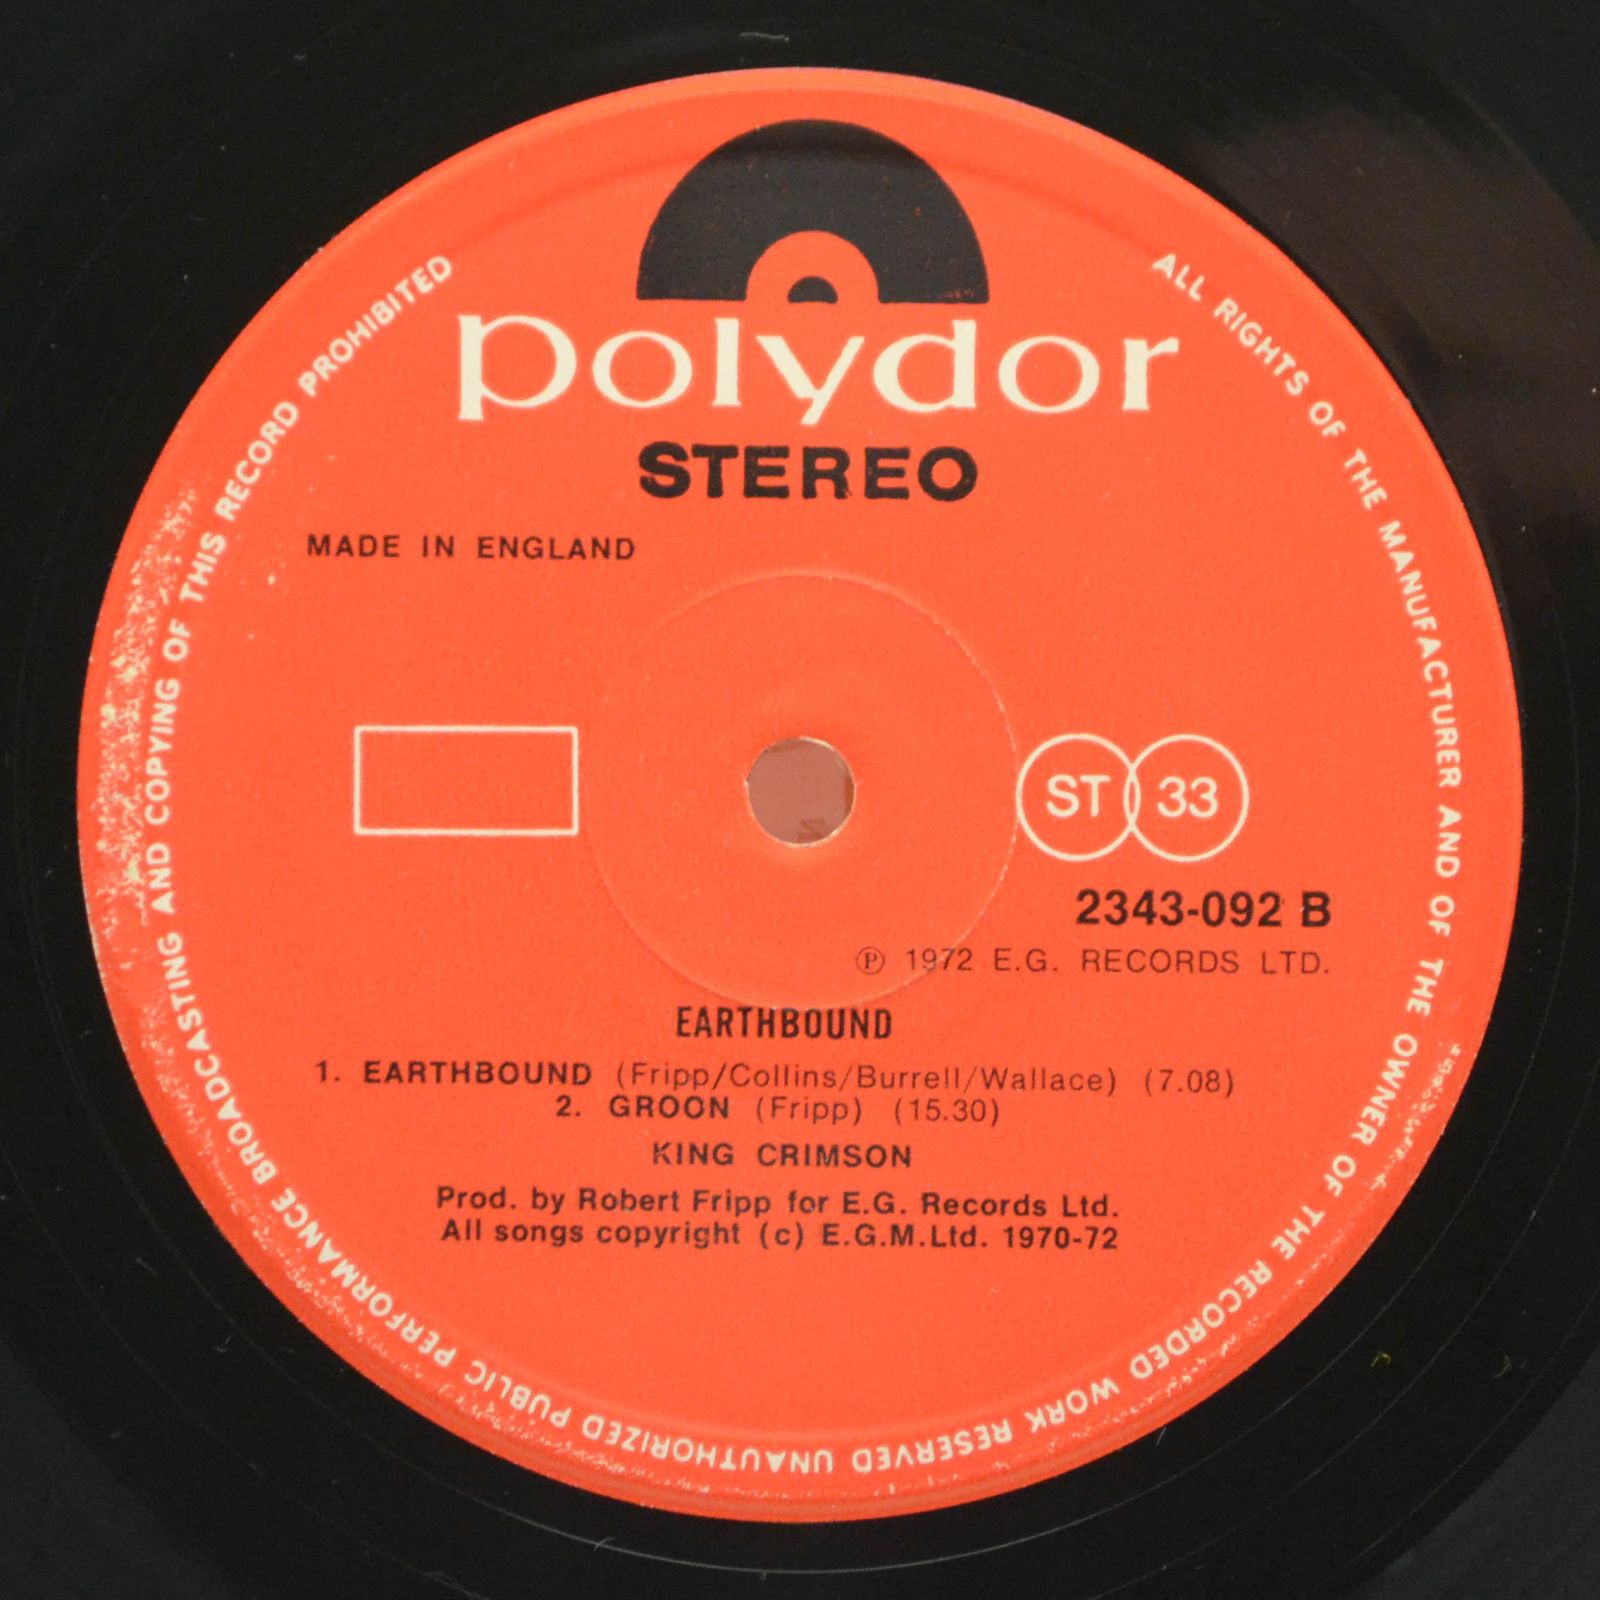 polydor
STEREO
MADE IN ENGLAND
ST 33
2343-092 B
℗ 1972 E.G. RECORDS LTD.
EARTHBOUND
1. EARTHBOUND (Fripp/Collins/Burrell/Wallace) (7.08)
2. GROON (Fripp) (15.30)
KING CRIMSON
Prod. by Robert Fripp for E.G. Records Ltd.
All songs copyright (c) E.G.M.Ltd. 1970-72
ALL RIGHTS OF THE MANUFACTURER AND OF THE OWNER OF THE RECORDED WORK RESERVED UNAUTHORIZED PUBLIC PERFORMANCE BROADCASTING AND COPYING OF THIS RECORD PROHIBITED